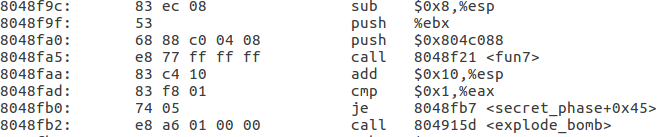 8048f9c: 83 ec 08 sub $0x8,%esp
8048f9f: 53 push %ebx
8048fa0: 68 88 c0 04 08 push $0x804c088
8048fa5: e8 77 ff ff ff call 8048f21 <fun7>
8048faa: 83 c4 10 add $0x10,%esp
8048fad: 83 f8 01 cmp $0x1,%eax
8048fb0: 74 05 je 8048fb7 <secret_phase+0x45>
8048fb2: e8 a6 01 00 00 call 804915d <explode_bomb>